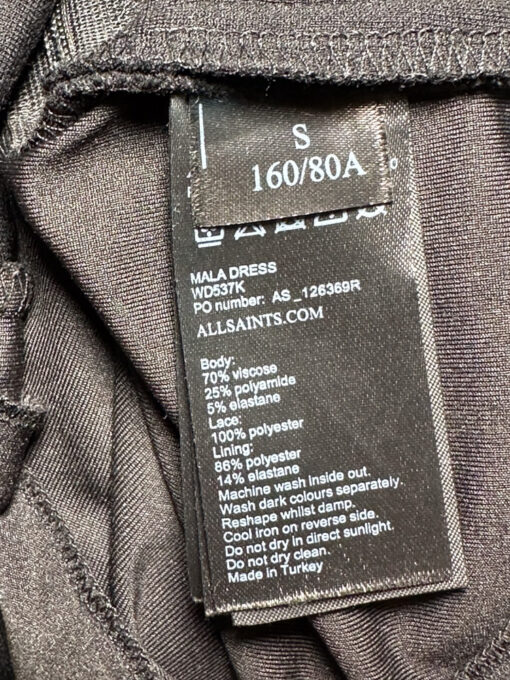 S
160/80A
MALA DRESS
WD537K
PO number: AS_126369R
ALLSAINTS.COM
Body:
70% viscose
25% polyamide
5% elastane
Lace:
100% polyester
Lining:
86% polyester
14% elastane
Machine wash inside out.
Wash dark colours separately.
Reshape whilst damp.
Cool iron on reverse side.
Do not dry in direct sunlight.
Do not dry clean.
Made in Turkey